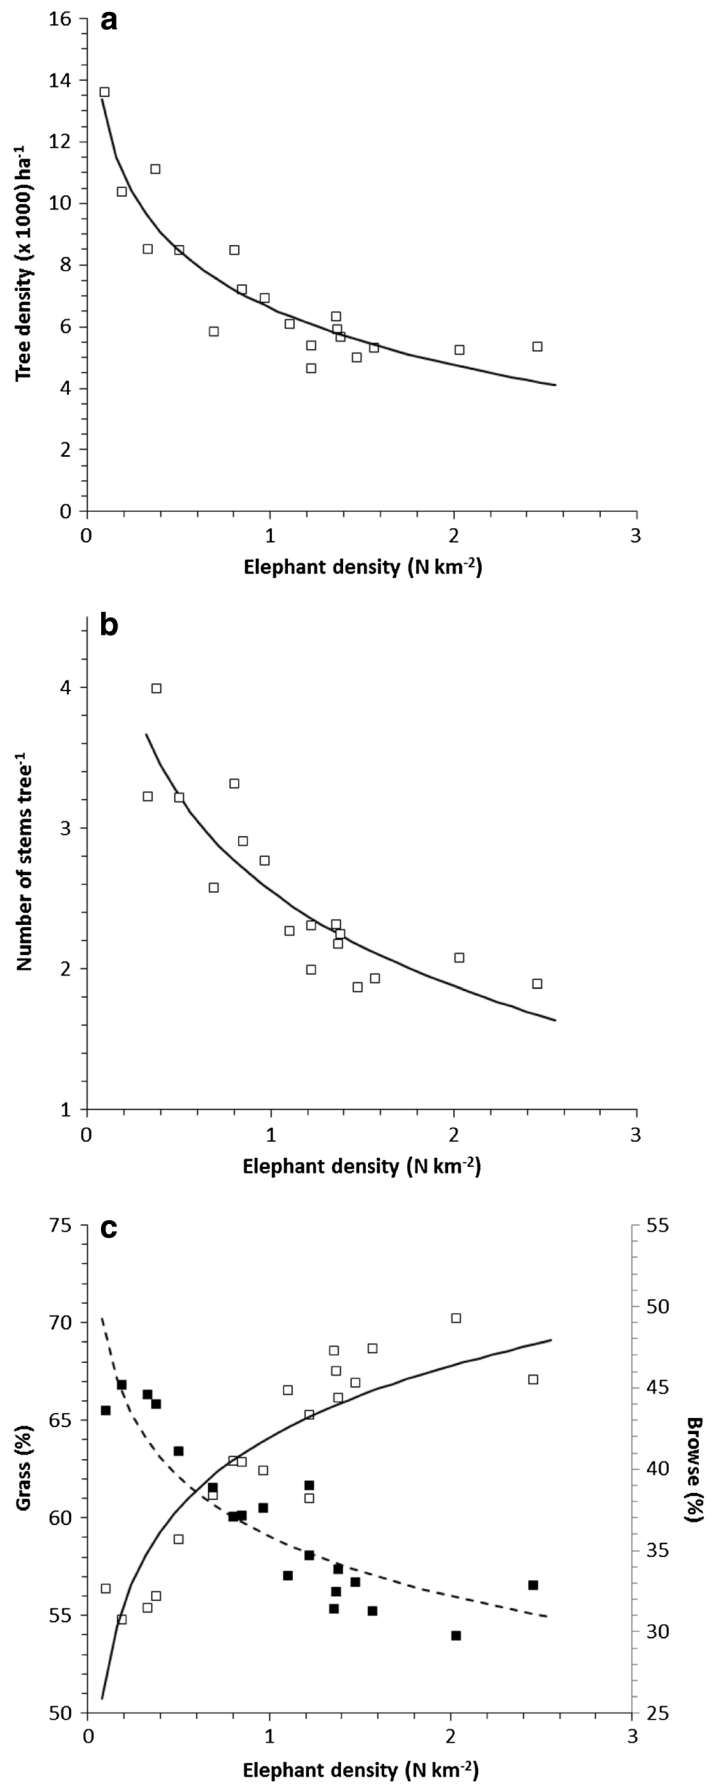 a
16
14
12
10
8
6
4
2
0
Tree density (x 1000) ha-1
0 1 2 3
Elephant density (N km-2)
b
4
3
2
1
Number of stems tree-1
0 1 2 3
Elephant density (N km-2)
c
75
70
65
60
55
50
Grass (%)
55
50
45
40
35
30
25
Browse (%)
0 1 2 3
Elephant density (N km-2)